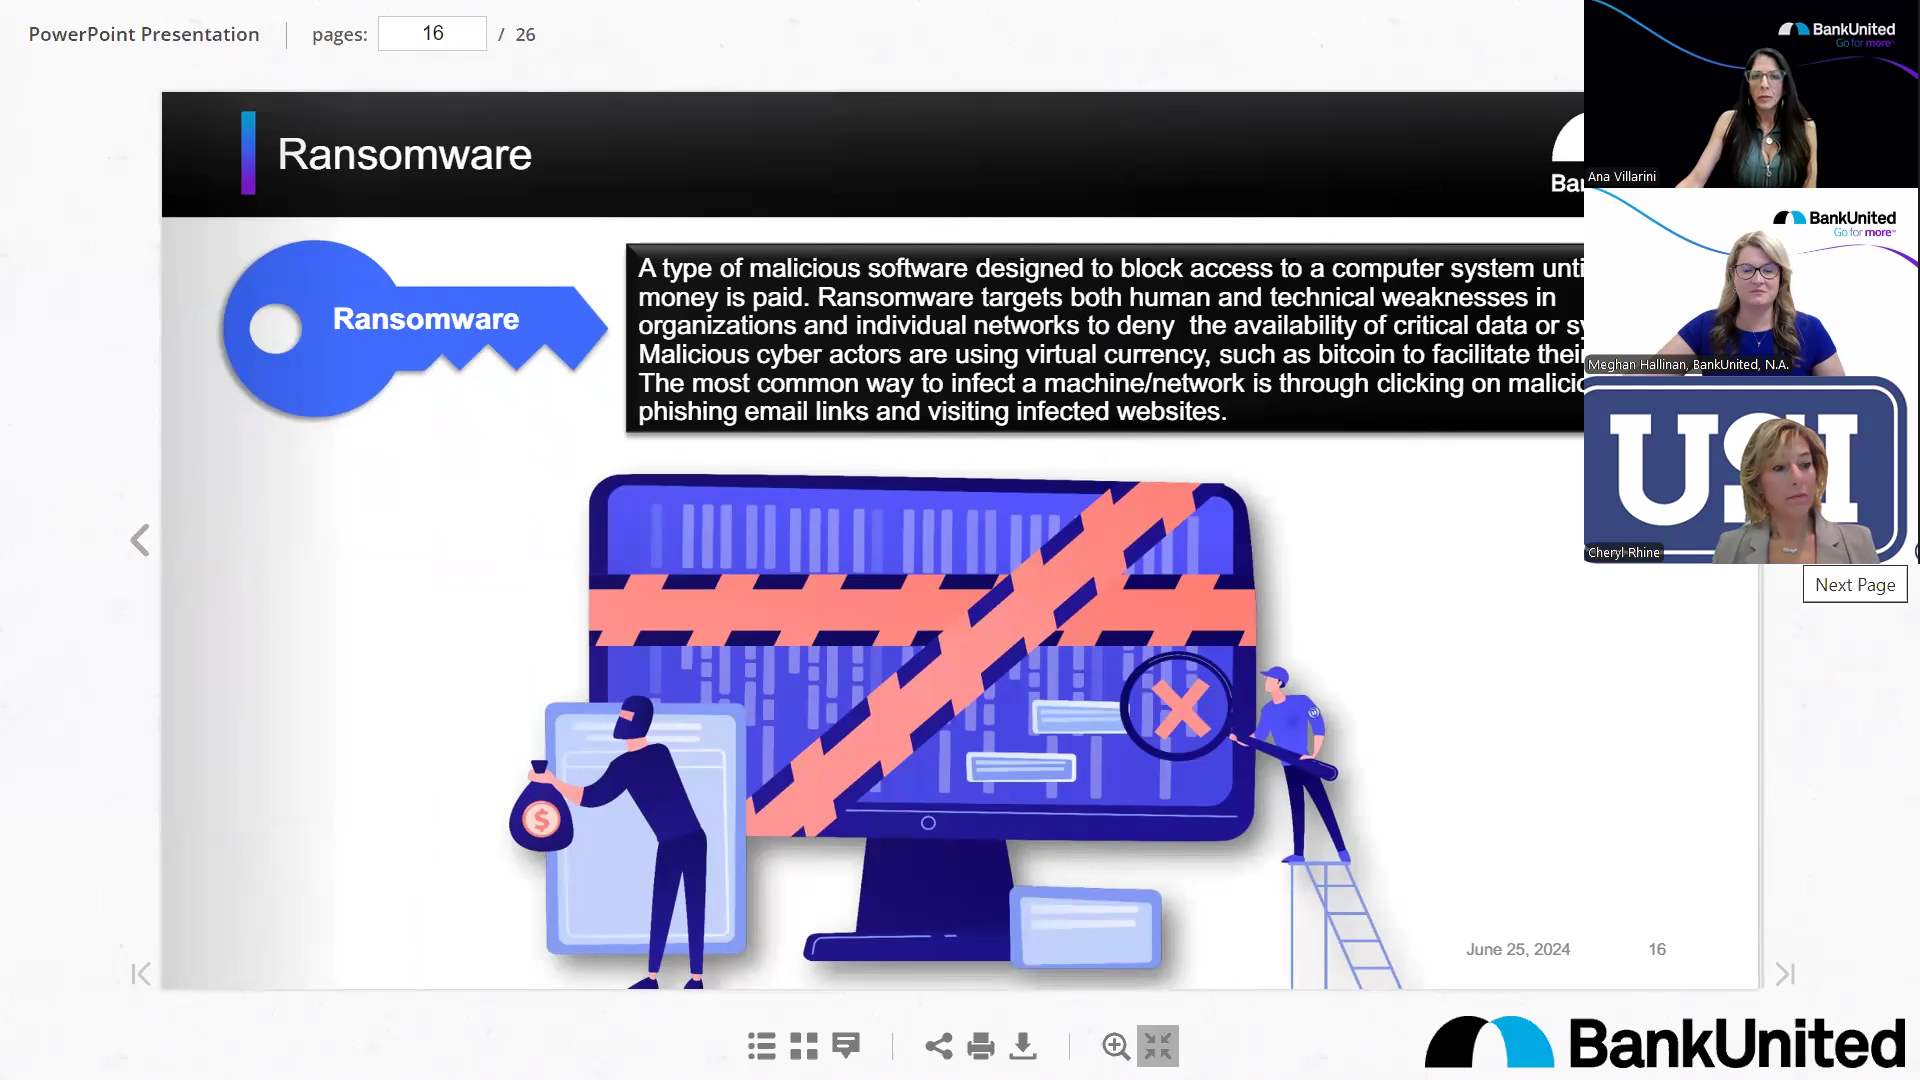 PowerPoint Presentation
pages: 16 / 26
Ransomware
Ransomware
A type of malicious software designed to block access to a computer system
money is paid. Ransomware targets both human and technical weaknesses in
organizations and individual networks to deny the availability of critical data or
Malicious cyber actors are using virtual currency, such as bitcoin to facilitate
The most common way to infect a machine/network is through clicking on
phishing email links and visiting infected websites.
$
June 25, 2024 16
BankUnited
Go for more
Ana Villarini
BankUnited
Go for more
Meghan Hallinan, BankUnited, N.A.
USI
Cheryl Rhine
Next Page
BankUnited